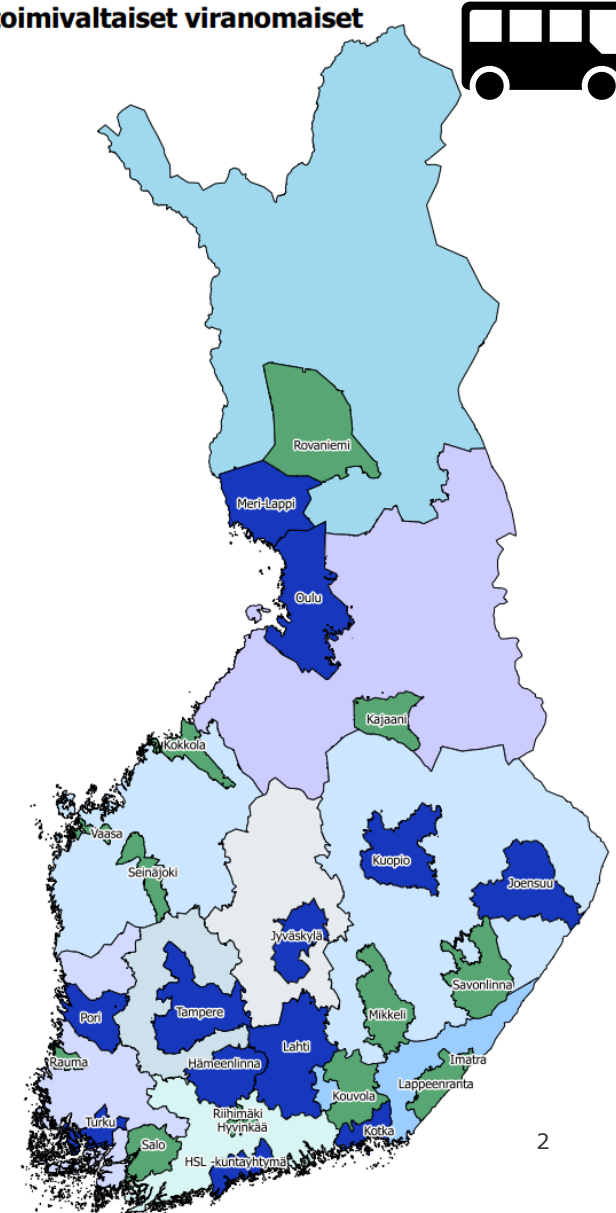 toimivaltaiset viranomaiset
Rovaniemi
Meri-Lappi
Oulu
Kajaani
Kokkola
Vaasa
Seinäjoki
Kuopio
Joensuu
Jyväskylä
Savonlinna
Pori
Tampere
Mikkeli
Lahti
Imatra
Rauma
Hämeenlinna
Lappeenranta
Kouvola
Riihimäki
Hyvinkää
Turku
Salo
Kotka
HSL -kuntayhtymä
2